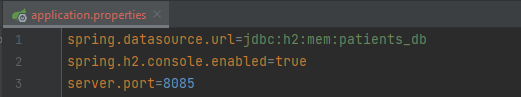 application.properties
1 spring.datasource.url=jdbc:h2:mem:patients_db
2 spring.h2.console.enabled=true
3 server.port=8085